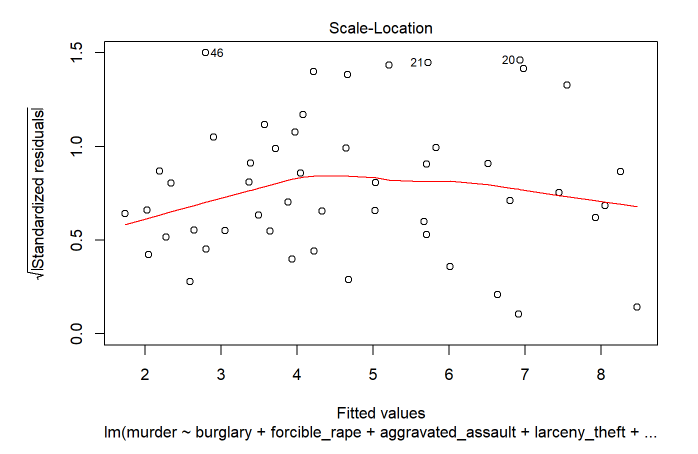 Scale-Location
√|Standardized residuals|
1.5
1.0
0.5
0.0
46
21
20
2 3 4 5 6 7 8
Fitted values
lm(murder ~ burglary + forcible_rape + aggravated_assault + larceny_theft + ...